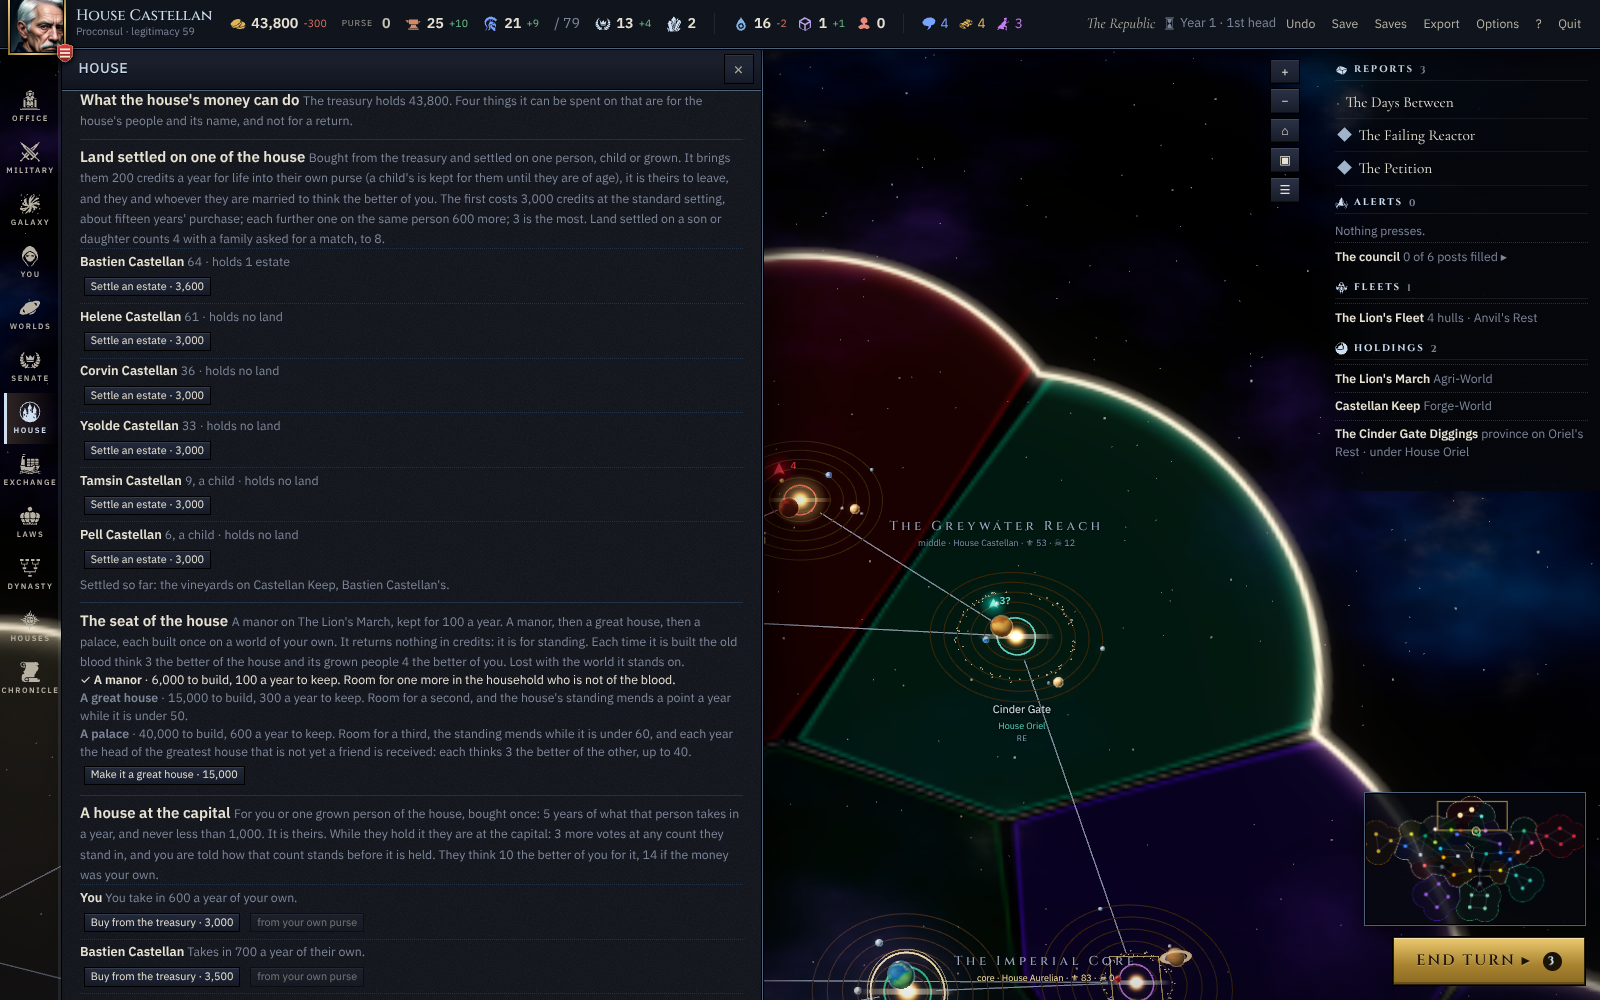 HOUSE CASTELLAN
Proconsul · legitimacy 59
43,800 -300
PURSE 0
25 +10
21 +9 / 79
13 +4
2
16 -2
1 +1
0
4
4
3
The Republic
Year 1 · 1st head
Undo
Save
Saves
Export
Options
?
Quit
OFFICE
MILITARY
GALAXY
YOU
WORLDS
SENATE
HOUSE
EXCHANGE
LAWS
DYNASTY
HOUSES
CHRONICLE
HOUSE
×
What the house's money can do The treasury holds 43,800. Four things it can be spent on that are for the
house's people and its name, and not for a return.
Land settled on one of the house Bought from the treasury and settled on one person, child or grown. It brings
them 200 credits a year for life into their own purse (a child's is kept for them until they are of age), it is theirs to leave,
and they and whoever they are married to think the better of you. The first costs 3,000 credits at the standard setting,
about fifteen years' purchase; each further one on the same person 600 more; 3 is the most. Land settled on a son or
daughter counts 4 with a family asked for a match, to 8.
Bastien Castellan 64 · holds 1 estate
Settle an estate · 3,600
Helene Castellan 61 · holds no land
Settle an estate · 3,000
Corvin Castellan 36 · holds no land
Settle an estate · 3,000
Ysolde Castellan 33 · holds no land
Settle an estate · 3,000
Tamsin Castellan 9, a child · holds no land
Settle an estate · 3,000
Pell Castellan 6, a child · holds no land
Settle an estate · 3,000
Settled so far: the vineyards on Castellan Keep, Bastien Castellan's.
The seat of the house A manor on The Lion's March, kept for 100 a year. A manor, then a great house, then a
palace, each built once on a world of your own. It returns nothing in credits: it is for standing. Each time it is built the old
blood think 3 the better of the house and its grown people 4 the better of you. Lost with the world it stands on.
✓ A manor · 6,000 to build, 100 a year to keep. Room for one more in the household who is not of the blood.
A great house · 15,000 to build, 300 a year to keep. Room for a second, and the house's standing mends a point a year
while it is under 50.
A palace · 40,000 to build, 600 a year to keep. Room for a third, the standing mends while it is under 60, and each year
the head of the greatest house that is not yet a friend is received: each thinks 3 the better of the other, up to 40.
Make it a great house · 15,000
A house at the capital For you or one grown person of the house, bought once: 5 years of what that person takes in
a year, and never less than 1,000. It is theirs. While they hold it they are at the capital: 3 more votes at any count they
stand in, and you are told how that count stands before it is held. They think 10 the better of you for it, 14 if the money
was your own.
You You take in 600 a year of your own.
Buy from the treasury · 3,000
from your own purse
Bastien Castellan Takes in 700 a year of their own.
Buy from the treasury · 3,500
from your own purse
4
THE GREYWATER REACH
middle · House Castellan · 53 · 12
3?
Cinder Gate
House Oriel
RE
THE IMPERIAL CORE
core · House Aurelian · 83 · 0
+
−
REPORTS 3
The Days Between
The Failing Reactor
The Petition
ALERTS 0
Nothing presses.
The council 0 of 6 posts filled ▸
FLEETS 1
The Lion's Fleet 4 hulls · Anvil's Rest
HOLDINGS 2
The Lion's March Agri-World
Castellan Keep Forge-World
The Cinder Gate Diggings province on Oriel's
Rest · under House Oriel
END TURN ▸ 3